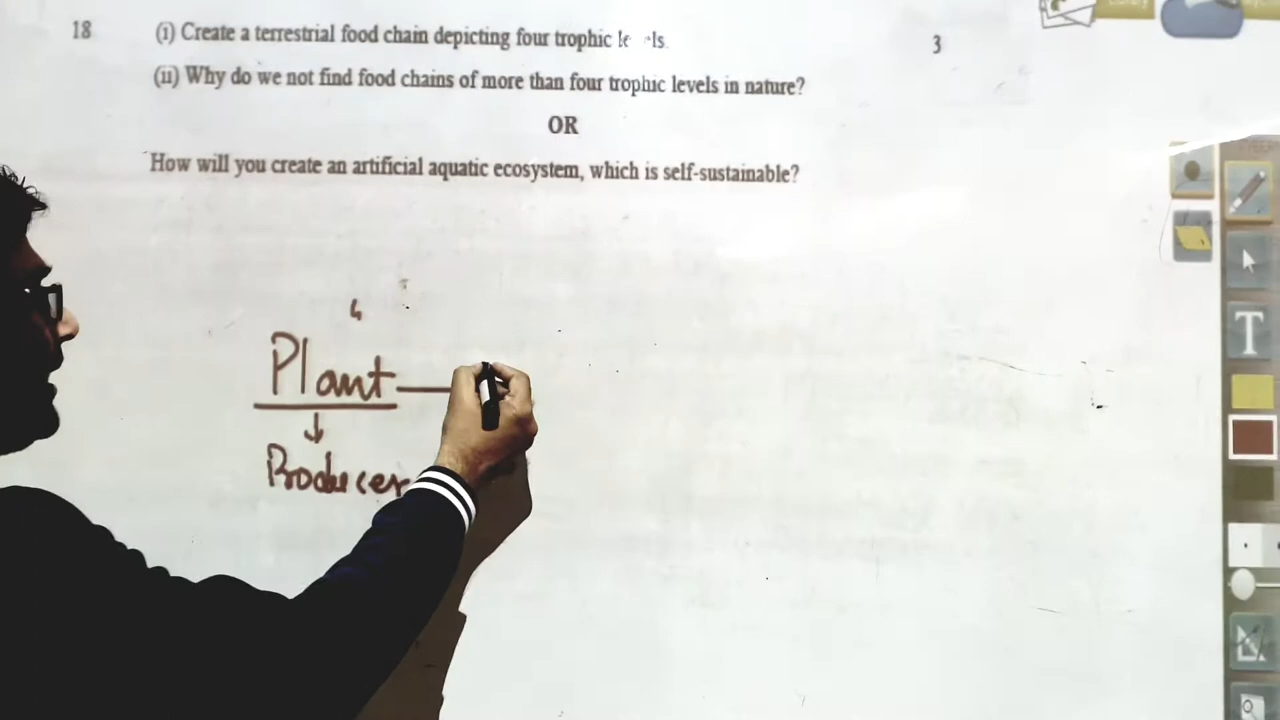 18 (i) Create a terrestrial food chain depicting four trophic levels. 3
(ii) Why do we not find food chains of more than four trophic levels in nature?
OR
How will you create an artificial aquatic ecosystem, which is self-sustainable?
Plant
↓
Producer
T